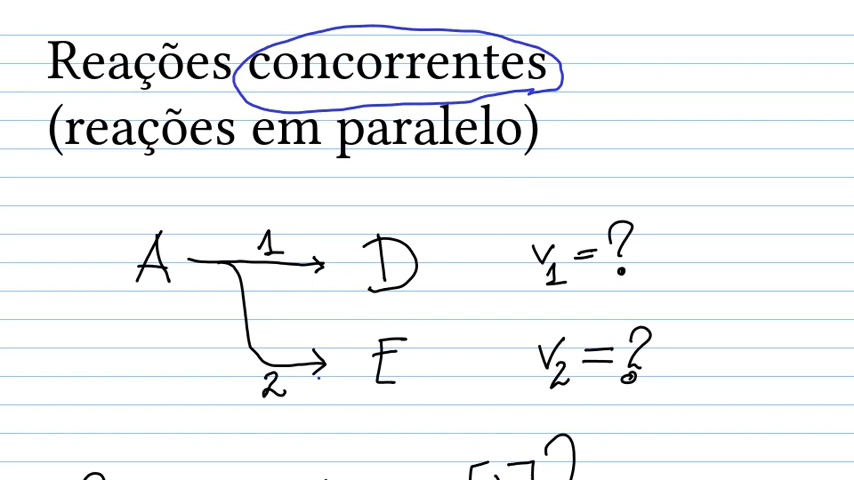 Reações concorrentes
(reações em paralelo)
A 1 D v1 = ?
2 E v2 = ?